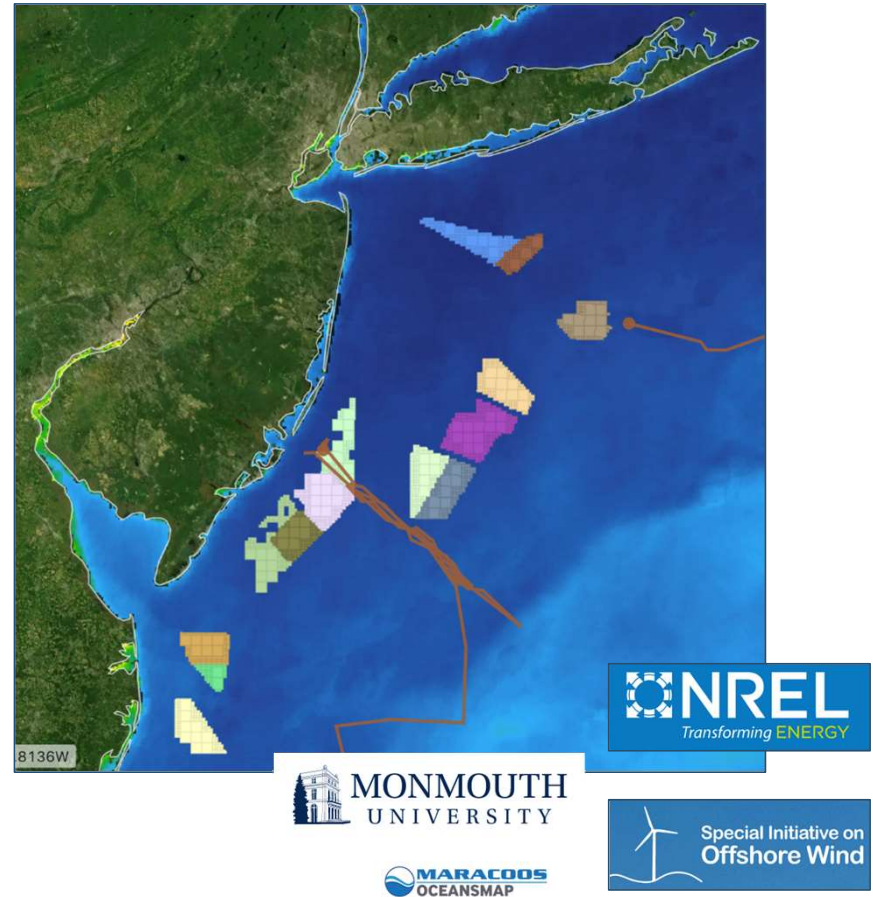 8136W
NREL
Transforming ENERGY
MONMOUTH
UNIVERSITY
Special Initiative on
Offshore Wind
MARACOOS
OCEANSMAP